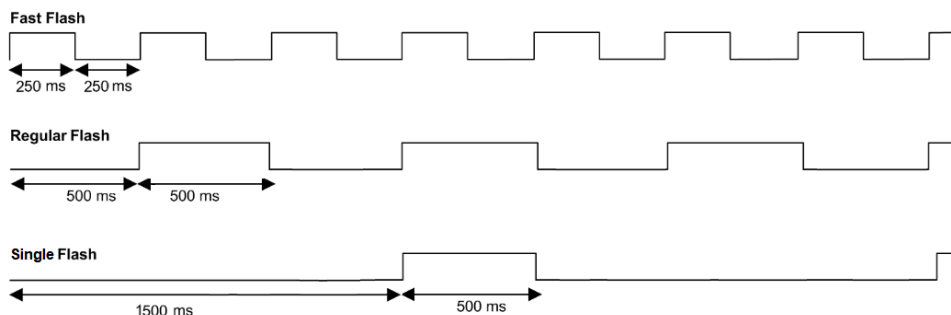 Fast Flash
250 ms 250 ms
Regular Flash
500 ms 500 ms
Single Flash
1500 ms 500 ms